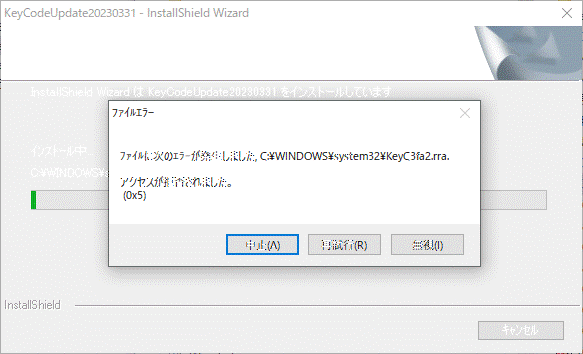 KeyCodeUpdate20230331 - InstallShield Wizard
InstallShield Wizard は KeyCodeUpdate20230331 をインストールしています
ファイルエラー
ファイルに次のエラーが発生しました, C:¥WINDOWS¥system32¥KeyC3fa2.rra.
インストール中
アクセスが拒否されました。
C:¥WINDOWS¥s
(0x5)
中止(A)
再試行(R)
無視(I)
InstallShield
キャンセル